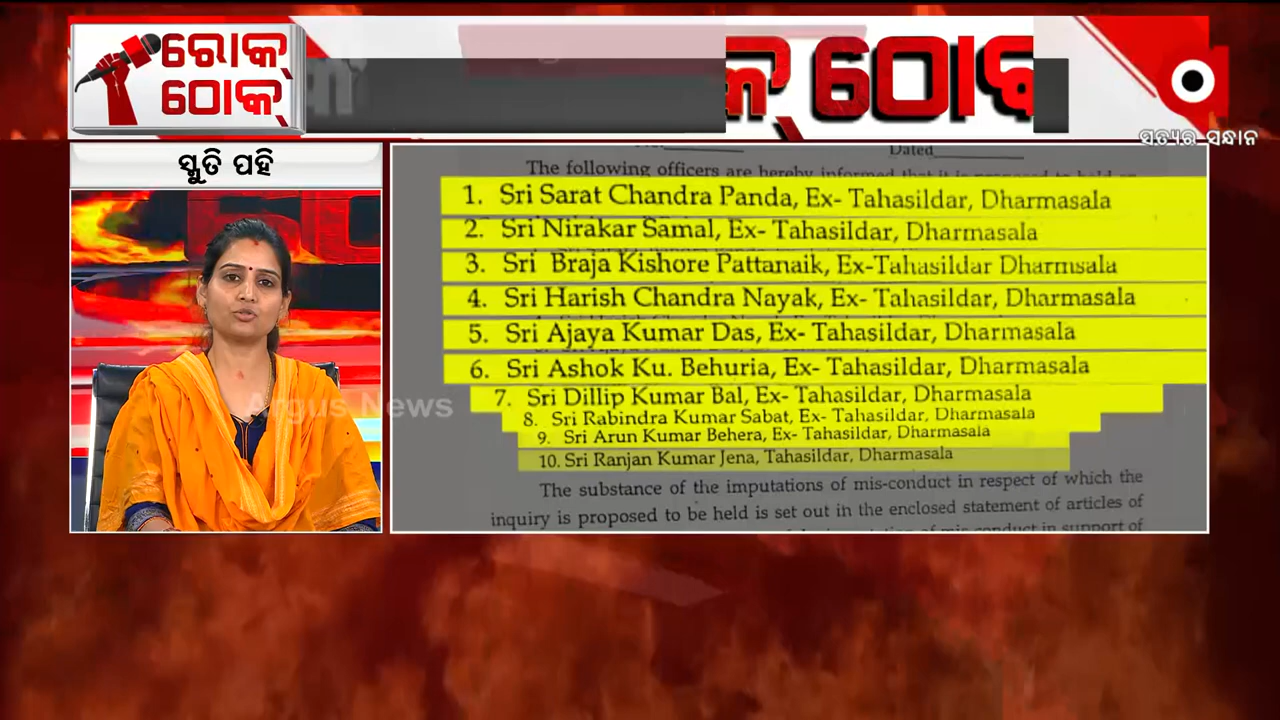 ରୋକ୍
ଠୋକ୍
କ୍ ଠୋକ
ସତ୍ୟର ସନ୍ଧାନ
ସ୍ମୃତି ପହି
Dated
The following officers are hereby informed that it is proposed to hold an
1. Sri Sarat Chandra Panda, Ex- Tahasildar, Dharmasala
2. Sri Nirakar Samal, Ex- Tahasildar, Dharmasala
3. Sri Braja Kishore Pattanaik, Ex-Tahasildar Dharmsala
4. Sri Harish Chandra Nayak, Ex- Tahasildar, Dharmasala
5. Sri Ajaya Kumar Das, Ex- Tahasildar, Dharmasala
6. Sri Ashok Ku. Behuria, Ex- Tahasildar, Dharmasala
7. Sri Dillip Kumar Bal, Ex- Tahasildar, Dharmasala
8. Sri Rabindra Kumar Sabat, Ex- Tahasildar, Dharmasala
9. Sri Arun Kumar Behera, Ex- Tahasildar, Dharmasala
10. Sri Ranjan Kumar Jena, Tahasildar, Dharmasala
The substance of the imputations of mis-conduct in respect of which the
inquiry is proposed to be held is set out in the enclosed statement of articles of
mis-conduct in support of
Argus News